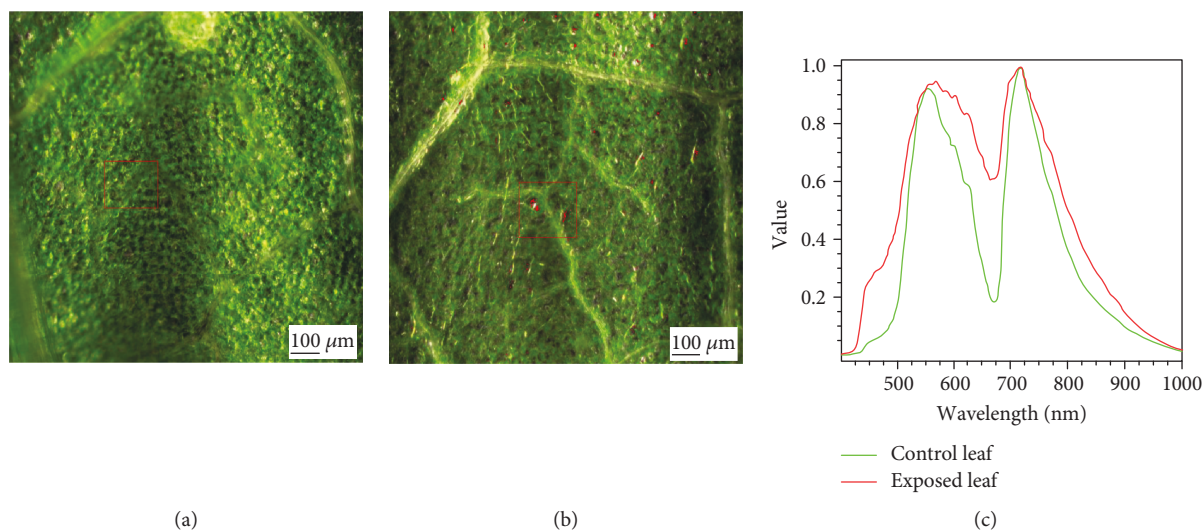 100 μm
100 μm
Value
1.0
0.8
0.6
0.4
0.2
500 600 700 800 900 1000
Wavelength (nm)
Control leaf
Exposed leaf
(a) (b) (c)